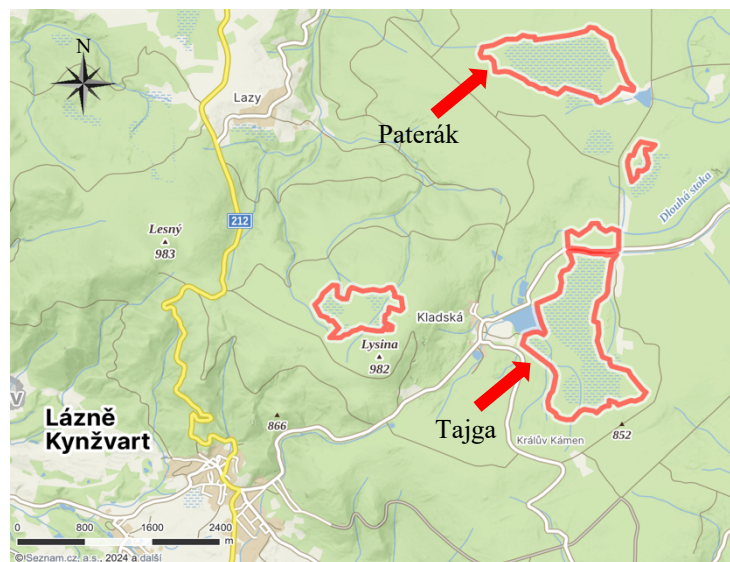 N
Lazy
Paterák
Dlouhá stoka
212
Lesný
983
Kladská
Lysina
982
Tajga
Lázně
Kynžvart
866
Králův Kámen
852
0 800 1600 2400
m
© Seznam.cz, a.s., 2024 a další